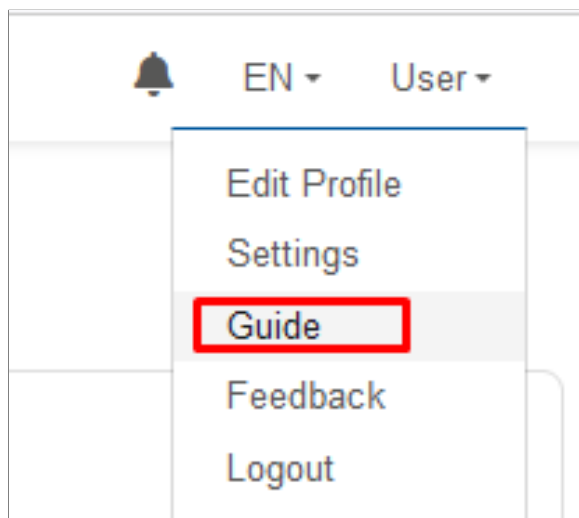 EN User
Edit Profile
Settings
Guide
Feedback
Logout